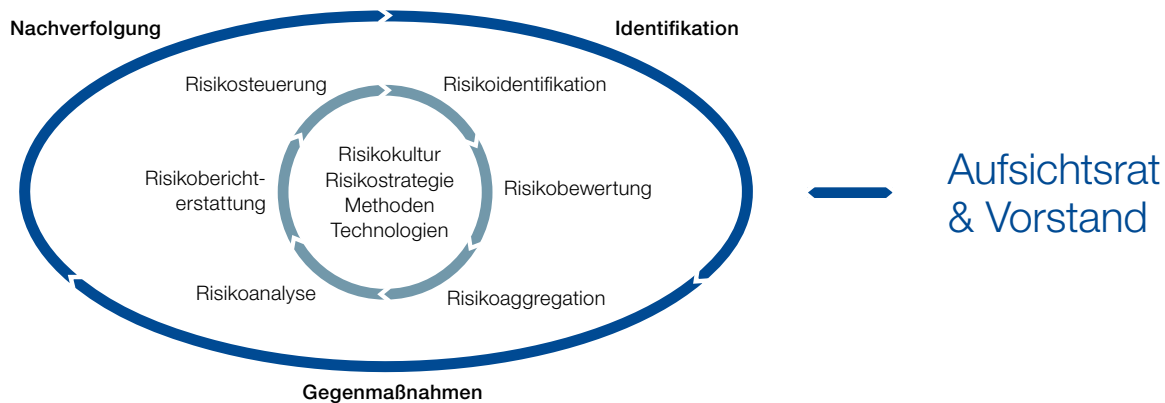 Nachverfolgung
Identifikation
Risikosteuerung
Risikoidentifikation
Risikokultur
Risikostrategie
Methoden
Technologien
Risikobericht-
erstattung
Risikobewertung
Aufsichtsrat
& Vorstand
Risikoanalyse
Risikoaggregation
Gegenmaßnahmen